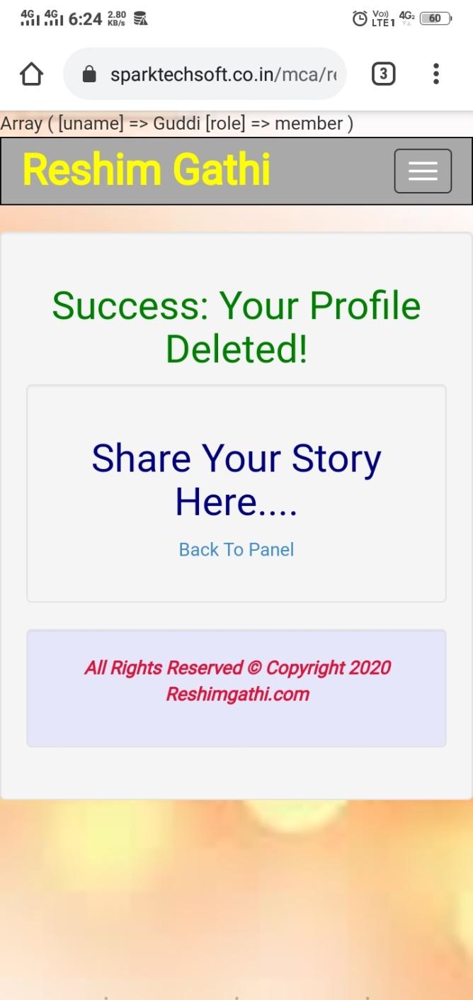 4G 4G 6:24 2.80 KB/s Vo)) LTE1 4G2 60
sparktechsoft.co.in/mca/re 3
Array ( [uname] => Guddi [role] => member )
Reshim Gathi
Success: Your Profile
Deleted!
Share Your Story
Here....
Back To Panel
All Rights Reserved © Copyright 2020
Reshimgathi.com